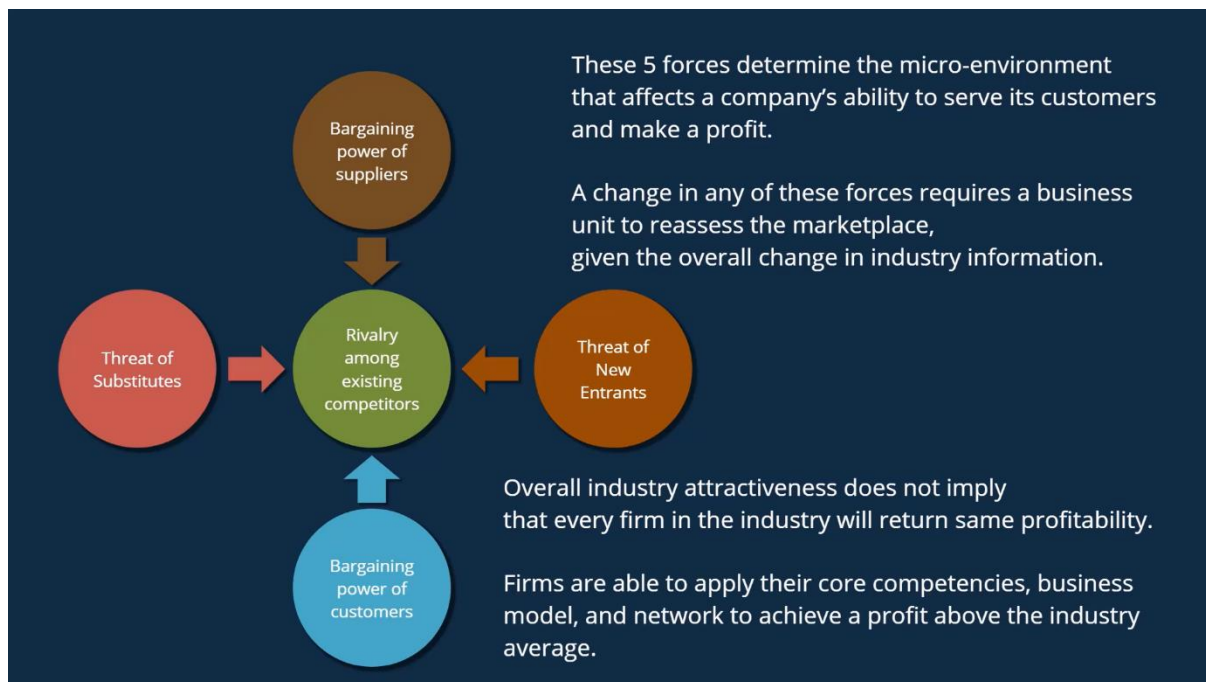 These 5 forces determine the micro-environment
that affects a company's ability to serve its customers
and make a profit.
A change in any of these forces requires a business
unit to reassess the marketplace,
given the overall change in industry information.
Bargaining
power of
suppliers
Threat of
Substitutes
Rivalry
among
existing
competitors
Threat of
New
Entrants
Bargaining
power of
customers
Overall industry attractiveness does not imply
that every firm in the industry will return same profitability.
Firms are able to apply their core competencies, business
model, and network to achieve a profit above the industry
average.